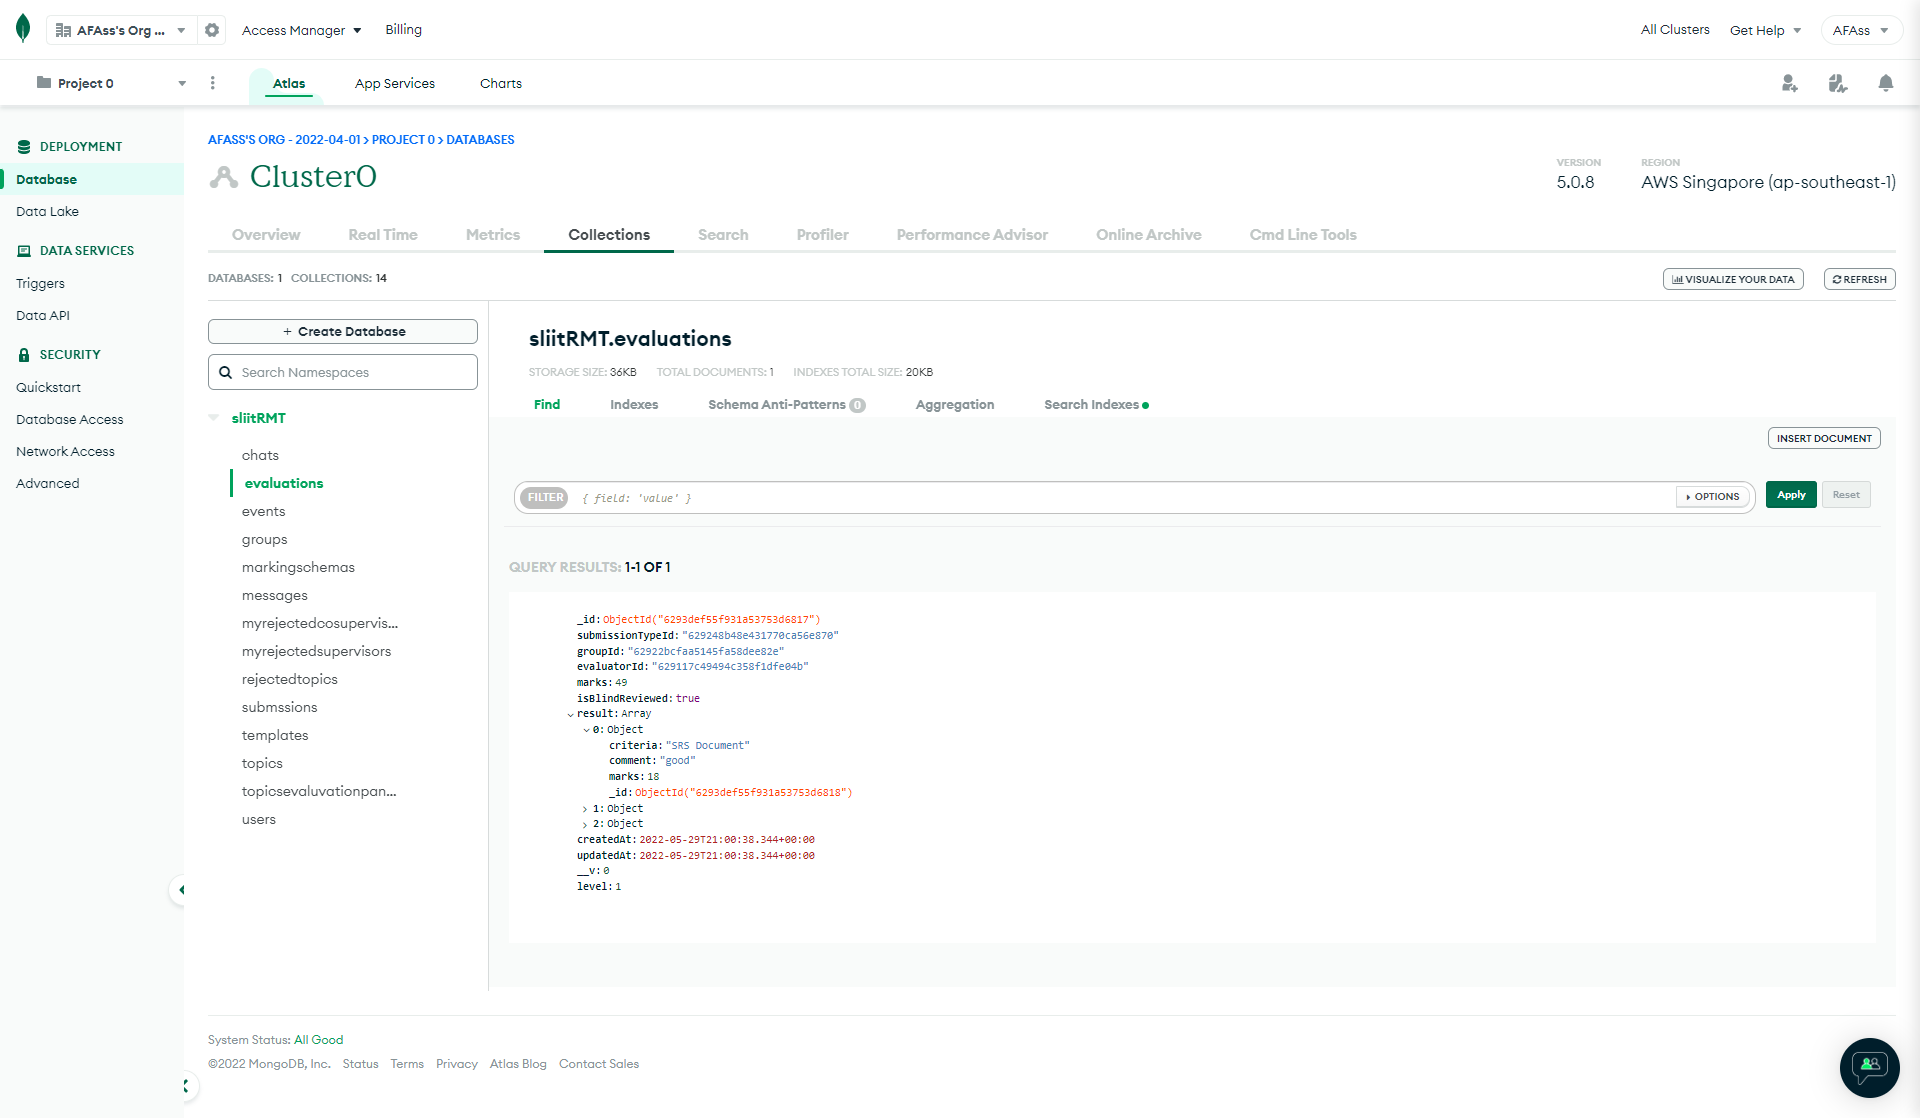 AFAss's Org ...
Access Manager
Billing
All Clusters
Get Help
AFAss
Project 0
Atlas
App Services
Charts
DEPLOYMENT
Database
Data Lake
DATA SERVICES
Triggers
Data API
SECURITY
Quickstart
Database Access
Network Access
Advanced
AFASS'S ORG - 2022-04-01 > PROJECT 0 > DATABASES
Cluster0
VERSION
5.0.8
REGION
AWS Singapore (ap-southeast-1)
Overview
Real Time
Metrics
Collections
Search
Profiler
Performance Advisor
Online Archive
Cmd Line Tools
DATABASES: 1 COLLECTIONS: 14
VISUALIZE YOUR DATA
REFRESH
+ Create Database
Search Namespaces
sliitRMT
chats
evaluations
events
groups
markingschemas
messages
myrejectedcosupervis...
myrejectedsupervisors
rejectedtopics
submssions
templates
topics
topicsevaluvationpan...
users
sliitRMT.evaluations
STORAGE SIZE: 36KB TOTAL DOCUMENTS: 1 INDEXES TOTAL SIZE: 20KB
Find
Indexes
Schema Anti-Patterns 0
Aggregation
Search Indexes
INSERT DOCUMENT
FILTER { field: 'value' }
OPTIONS
Apply
Reset
QUERY RESULTS: 1-1 OF 1
_id: ObjectId("6293def55f931a53753d6817")
submissionTypeId: "629248b48e431770ca56e870"
groupId: "62922bcfaa5145fa58dee82e"
evaluatorId: "629117c49494c358f1dfe04b"
marks: 49
isBlindReviewed: true
result: Array
0: Object
criteria: "SRS Document"
comment: "good"
marks: 18
_id: ObjectId("6293def55f931a53753d6818")
1: Object
2: Object
createdAt: 2022-05-29T21:00:38.344+00:00
updatedAt: 2022-05-29T21:00:38.344+00:00
__v: 0
level: 1
System Status: All Good
©2022 MongoDB, Inc. Status Terms Privacy Atlas Blog Contact Sales